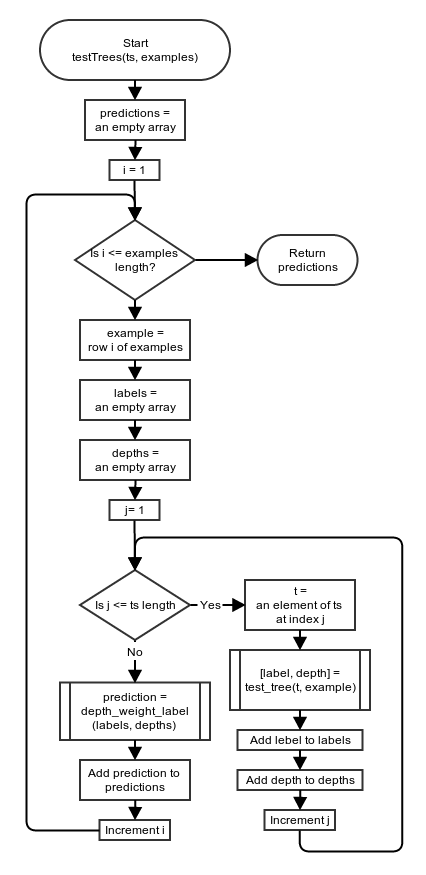 Start
testTrees(ts, examples)
predictions =
an empty array
i = 1
Is i <= examples
length?
Return
predictions
example =
row i of examples
labels =
an empty array
depths =
an empty array
j= 1
Is j <= ts length
Yes
t =
an element of ts
at index j
No
[label, depth] =
test_tree(t, example)
prediction =
depth_weight_label
(labels, depths)
Add lebel to labels
Add prediction to
predictions
Add depth to depths
Increment i
Increment j